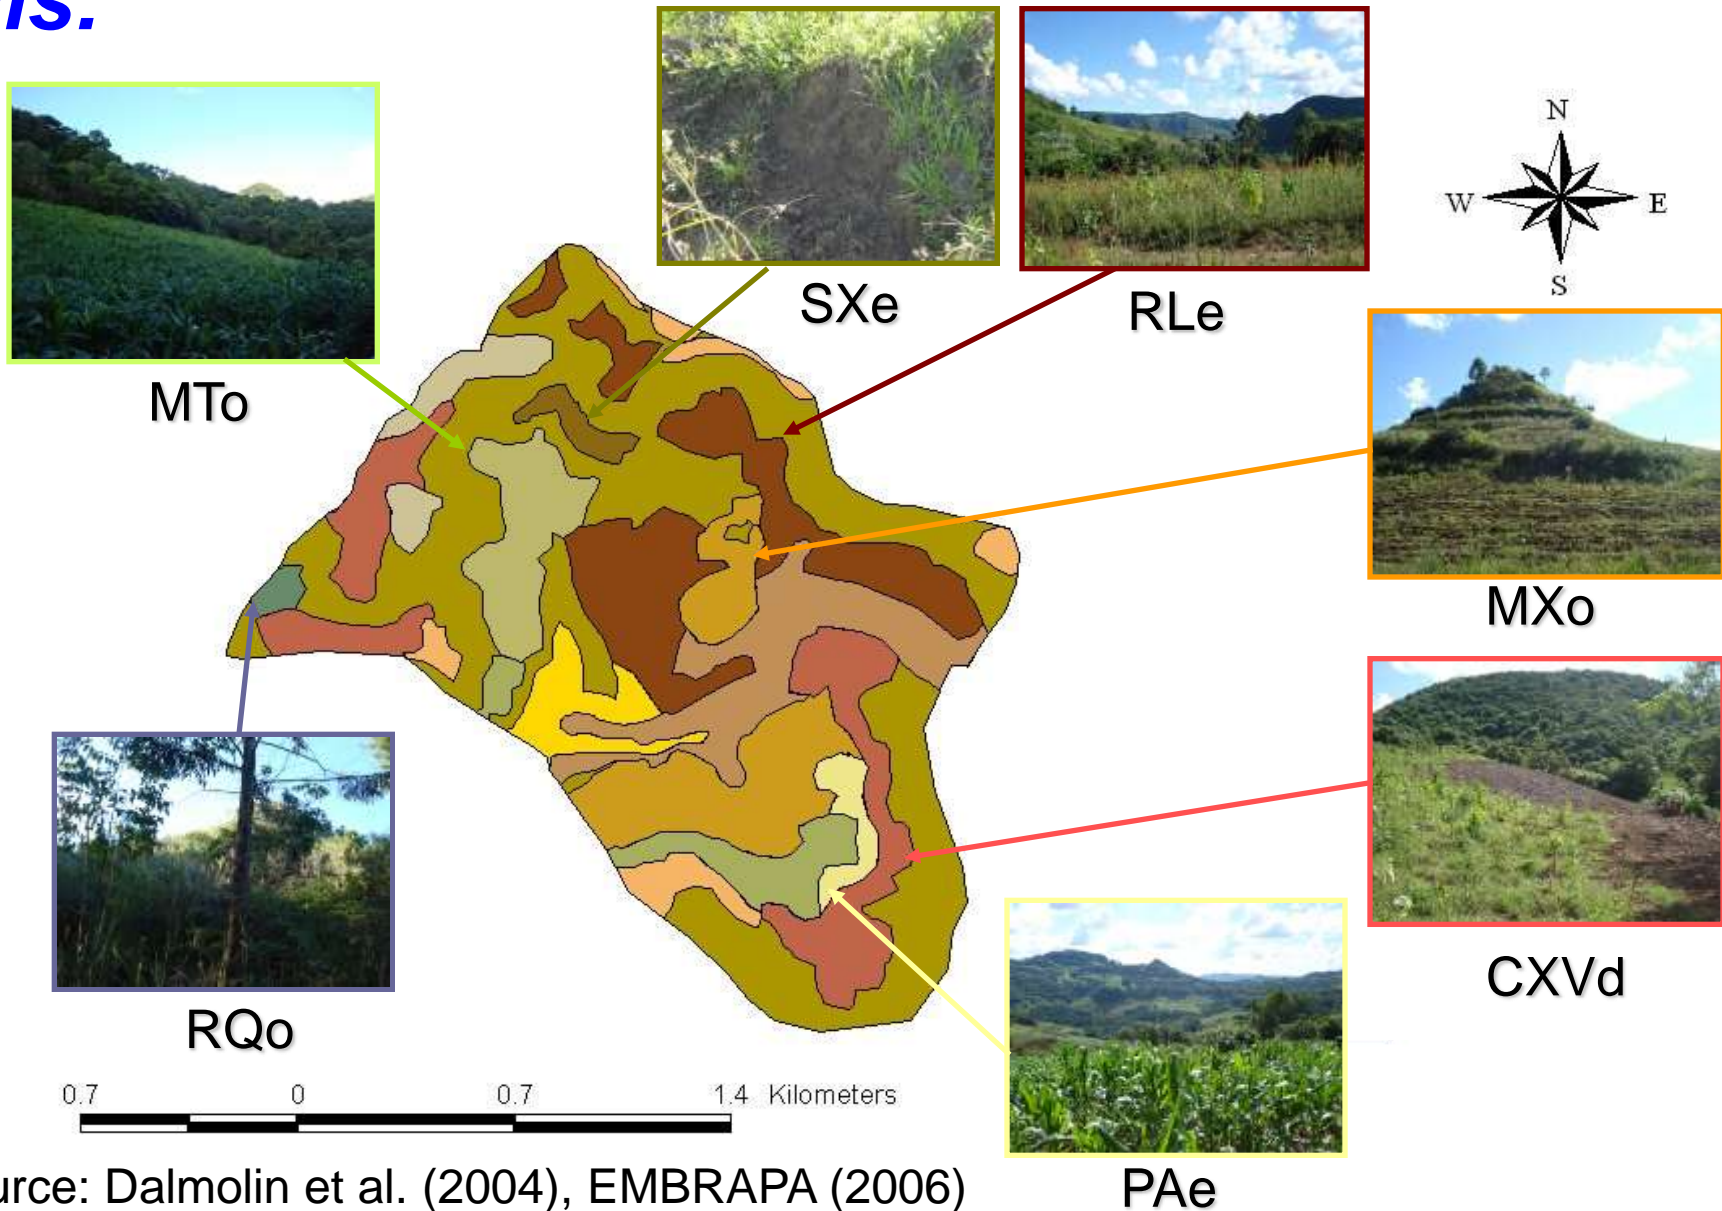 ns.
SXe
RLe
N
W
E
S
MTo
MXo
CXVd
RQo
0.7 0 0.7 1.4 Kilometers
urce: Dalmolin et al. (2004), EMBRAPA (2006)
PAe